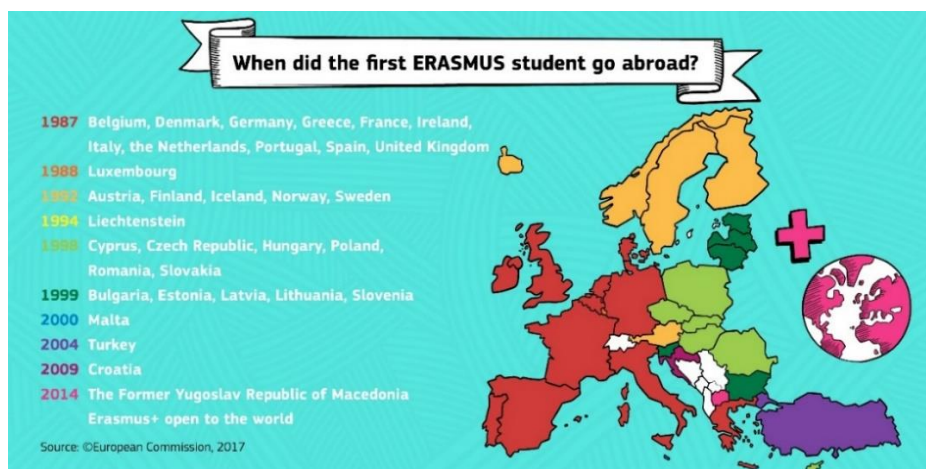 When did the first ERASMUS student go abroad?
1987 Belgium, Denmark, Germany, Greece, France, Ireland,
Italy, the Netherlands, Portugal, Spain, United Kingdom
1988 Luxembourg
1992 Austria, Finland, Iceland, Norway, Sweden
1994 Liechtenstein
1998 Cyprus, Czech Republic, Hungary, Poland,
Romania, Slovakia
1999 Bulgaria, Estonia, Latvia, Lithuania, Slovenia
2000 Malta
2004 Turkey
2009 Croatia
2014 The Former Yugoslav Republic of Macedonia
Erasmus+ open to the world
Source: ©European Commission, 2017